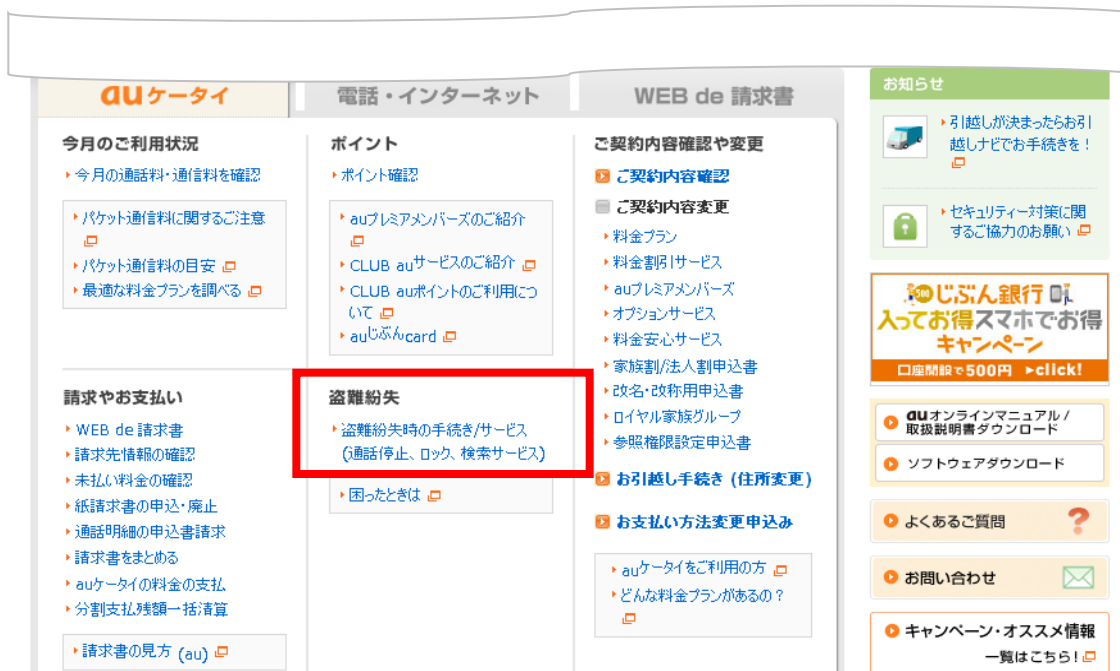 auケータイ
電話・インターネット
WEB de 請求書
今月のご利用状況
今月の通話料・通信料を確認
パケット通信料に関するご注意
パケット通信料の目安
最適な料金プランを調べる
請求やお支払い
WEB de 請求書
請求先情報の確認
未払い料金の確認
紙請求書の申込・廃止
通話明細の申込書請求
請求書をまとめる
auケータイの料金の支払
分割支払残額一括清算
請求書の見方 (au)
ポイント
ポイント確認
auプレミアメンバーズのご紹介
CLUB auサービスのご紹介
CLUB auポイントのご利用につ
いて
auじぶんcard
盗難紛失
盗難紛失時の手続き/サービス
(通話停止、ロック、検索サービス)
困ったときは
ご契約内容確認や変更
ご契約内容確認
ご契約内容変更
料金プラン
料金割引サービス
auプレミアメンバーズ
オプションサービス
料金安心サービス
家族割/法人割申込書
改名・改称用申込書
ロイヤル家族グループ
参照権限設定申込書
お引越し手続き (住所変更)
お支払い方法変更申込み
auケータイをご利用の方
どんな料金プランがあるの？
お知らせ
引越しが決まったらお引
越しナビでお手続きを！
セキュリティー対策に関
するご協力のお願い
500
じぶん銀行
入ってお得スマホでお得
キャンペーン
口座開設で500円 ►click!
auオンラインマニュアル /
取扱説明書ダウンロード
ソフトウェアダウンロード
よくあるご質問
お問い合わせ
キャンペーン・オススメ情報
一覧はこちら！